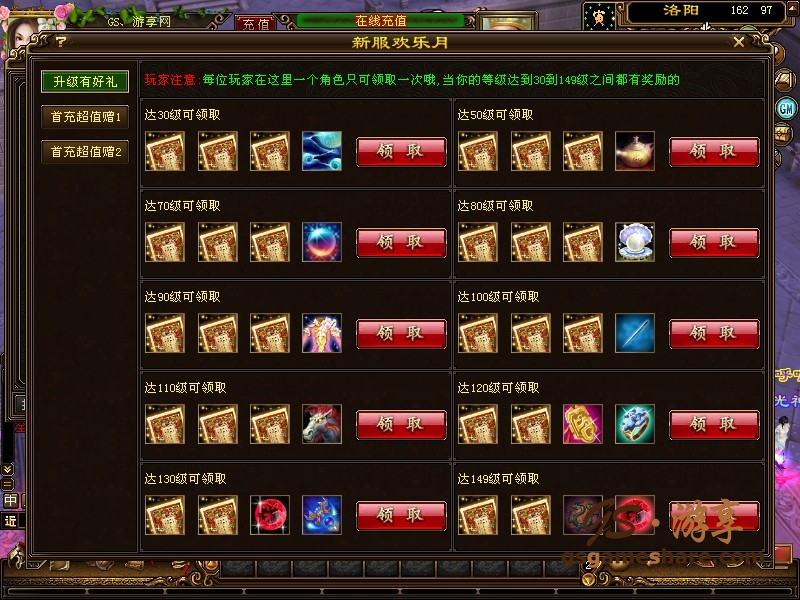 GS、游享网
充值
在线充值
寅
洛阳
162 97
?
新服欢乐月
×
升级有好礼
玩家注意:每位玩家在这里一个角色只可领取一次哦,当你的等级达到30到149级之间都有奖励的
首充超值赠1
首充超值赠2
达30级可领取
领取
达50级可领取
领取
达70级可领取
领取
达80级可领取
领取
达90级可领取
领取
达100级可领取
领取
达110级可领取
领取
达120级可领取
领取
达130级可领取
领取
达149级可领取
GM
申
近
GS·游享
gsgameshare.com